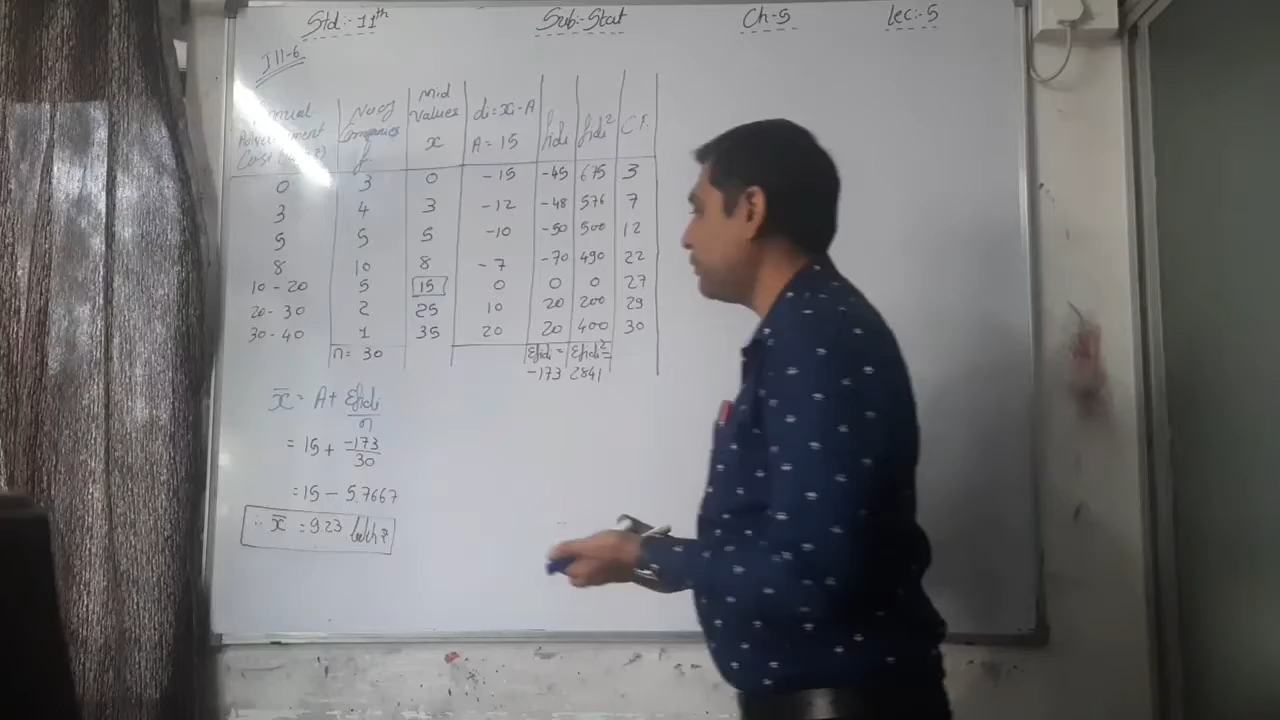 Std:- 11th Sub:- Stat Ch-5 Lec:-5
Ill-6
Annual Advertisement Cost No of Companies f Mid Values x di = xi - A A = 15 fidi fidi² C.F.
0 3 0 -15 -45 675 3
3 4 3 -12 -48 576 7
5 5 5 -10 -50 500 12
8 10 8 -7 -70 490 22
10 - 20 5 15 0 0 0 27
20 - 30 2 25 10 20 200 29
30 - 40 1 35 20 20 400 30
n = 30 Σfidi = -173 Σfidi² = 2841
x̄ = A + Σfidi / n
= 15 + -173 / 30
= 15 - 5.7667
∴ x̄ = 9.23 lakh ₹